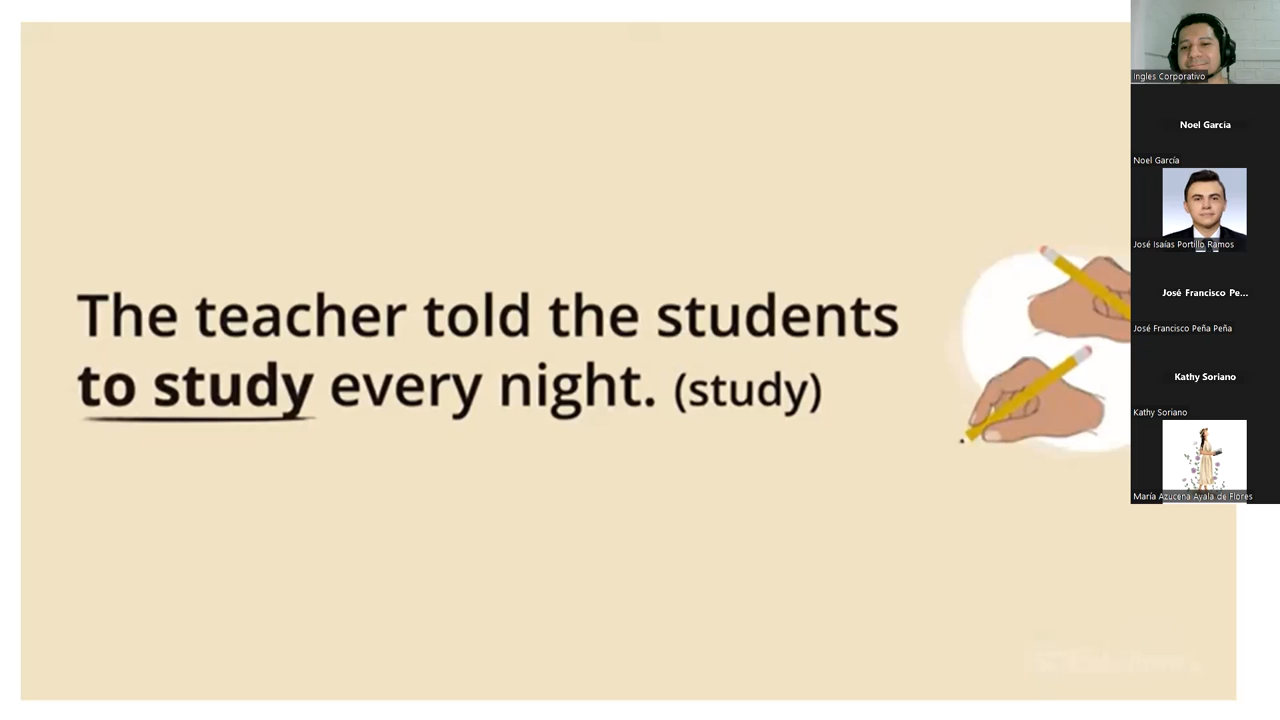 The teacher told the students
to study every night. (study)
Ingles Corporativo
Noel Garcia
Noel García
José Isaías Portillo Ramos
José Francisco Pe...
José Francisco Peña Peña
Kathy Soriano
Kathy Soriano
María Azucena Ayala de Flores